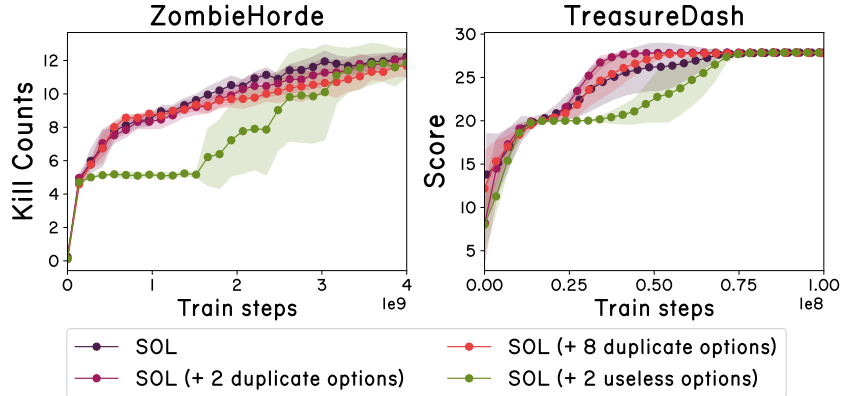 ZombieHorde
TreasureDash
Kill Counts
12
10
8
6
4
2
0
0 1 2 3 4
Train steps
1e9
Score
30
25
20
15
10
5
0.00 0.25 0.50 0.75 1.00
Train steps
1e8
SOL
SOL (+ 2 duplicate options)
SOL (+ 8 duplicate options)
SOL (+ 2 useless options)